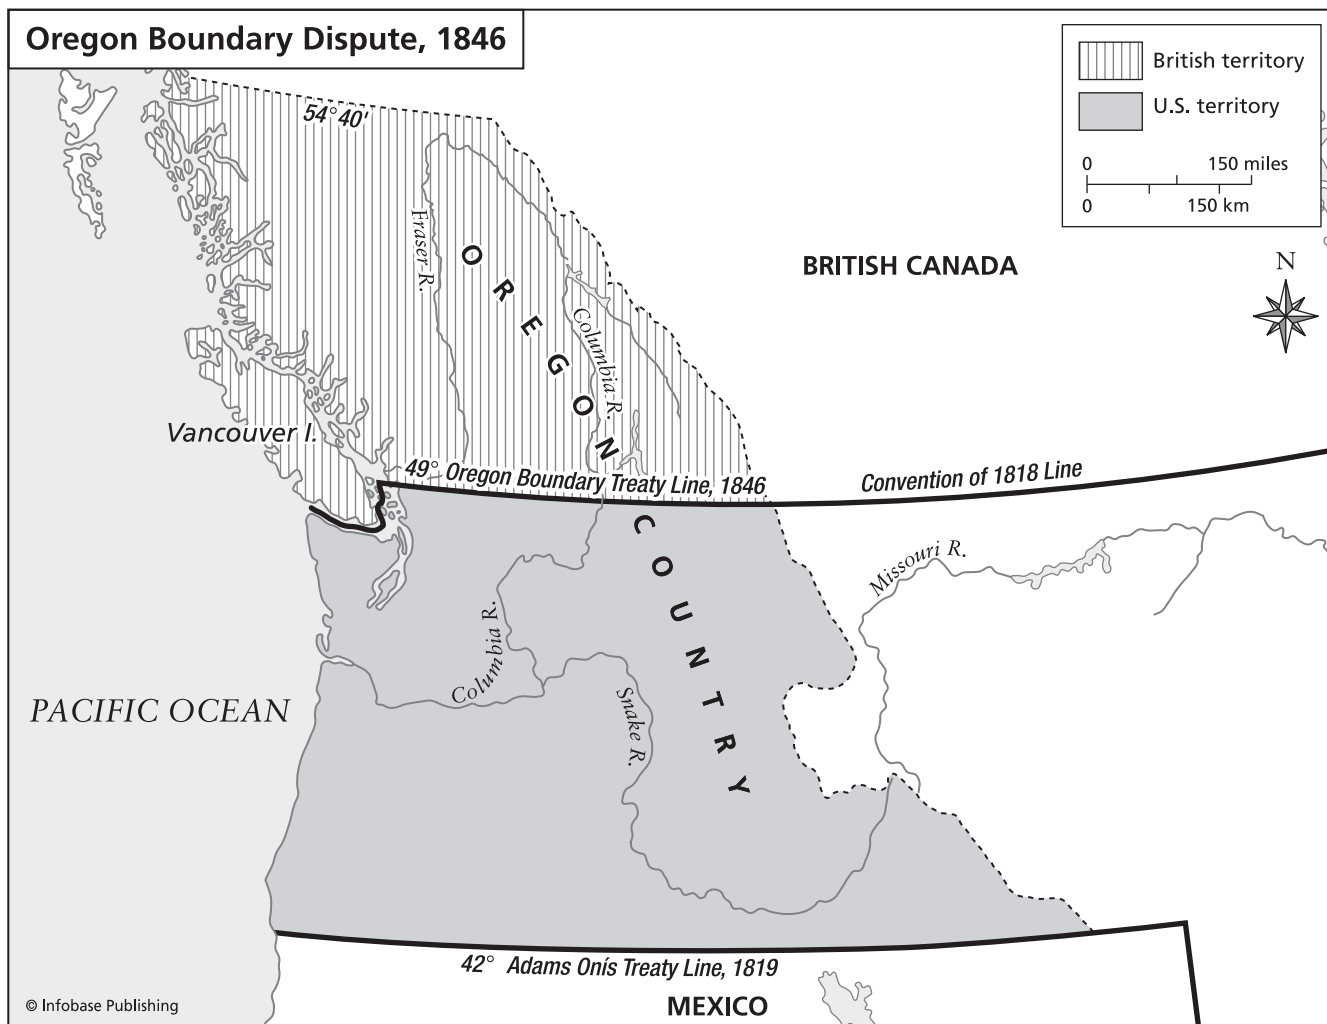 Oregon Boundary Dispute, 1846
British territory
U.S. territory
0 150 miles
0 150 km
54°40'
N
BRITISH CANADA
Fraser R.
OREGON COUNTRY
Columbia R.
Vancouver I.
49° Oregon Boundary Treaty Line, 1846
Convention of 1818 Line
Missouri R.
Columbia R.
Snake R.
PACIFIC OCEAN
42° Adams Onís Treaty Line, 1819
MEXICO
© Infobase Publishing